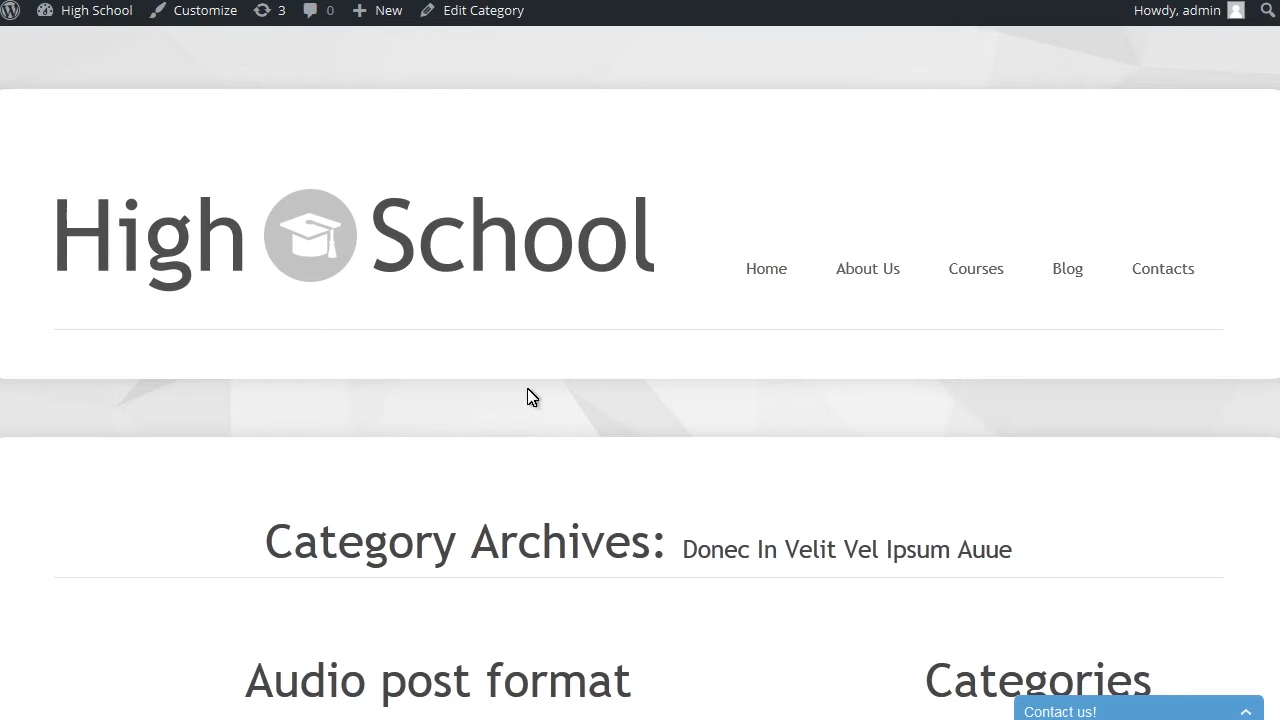 High School Customize 3 0 New Edit Category Howdy, admin
High School
Home About Us Courses Blog Contacts
Category Archives: Donec In Velit Vel Ipsum Auue
Audio post format Categories
Contact us!